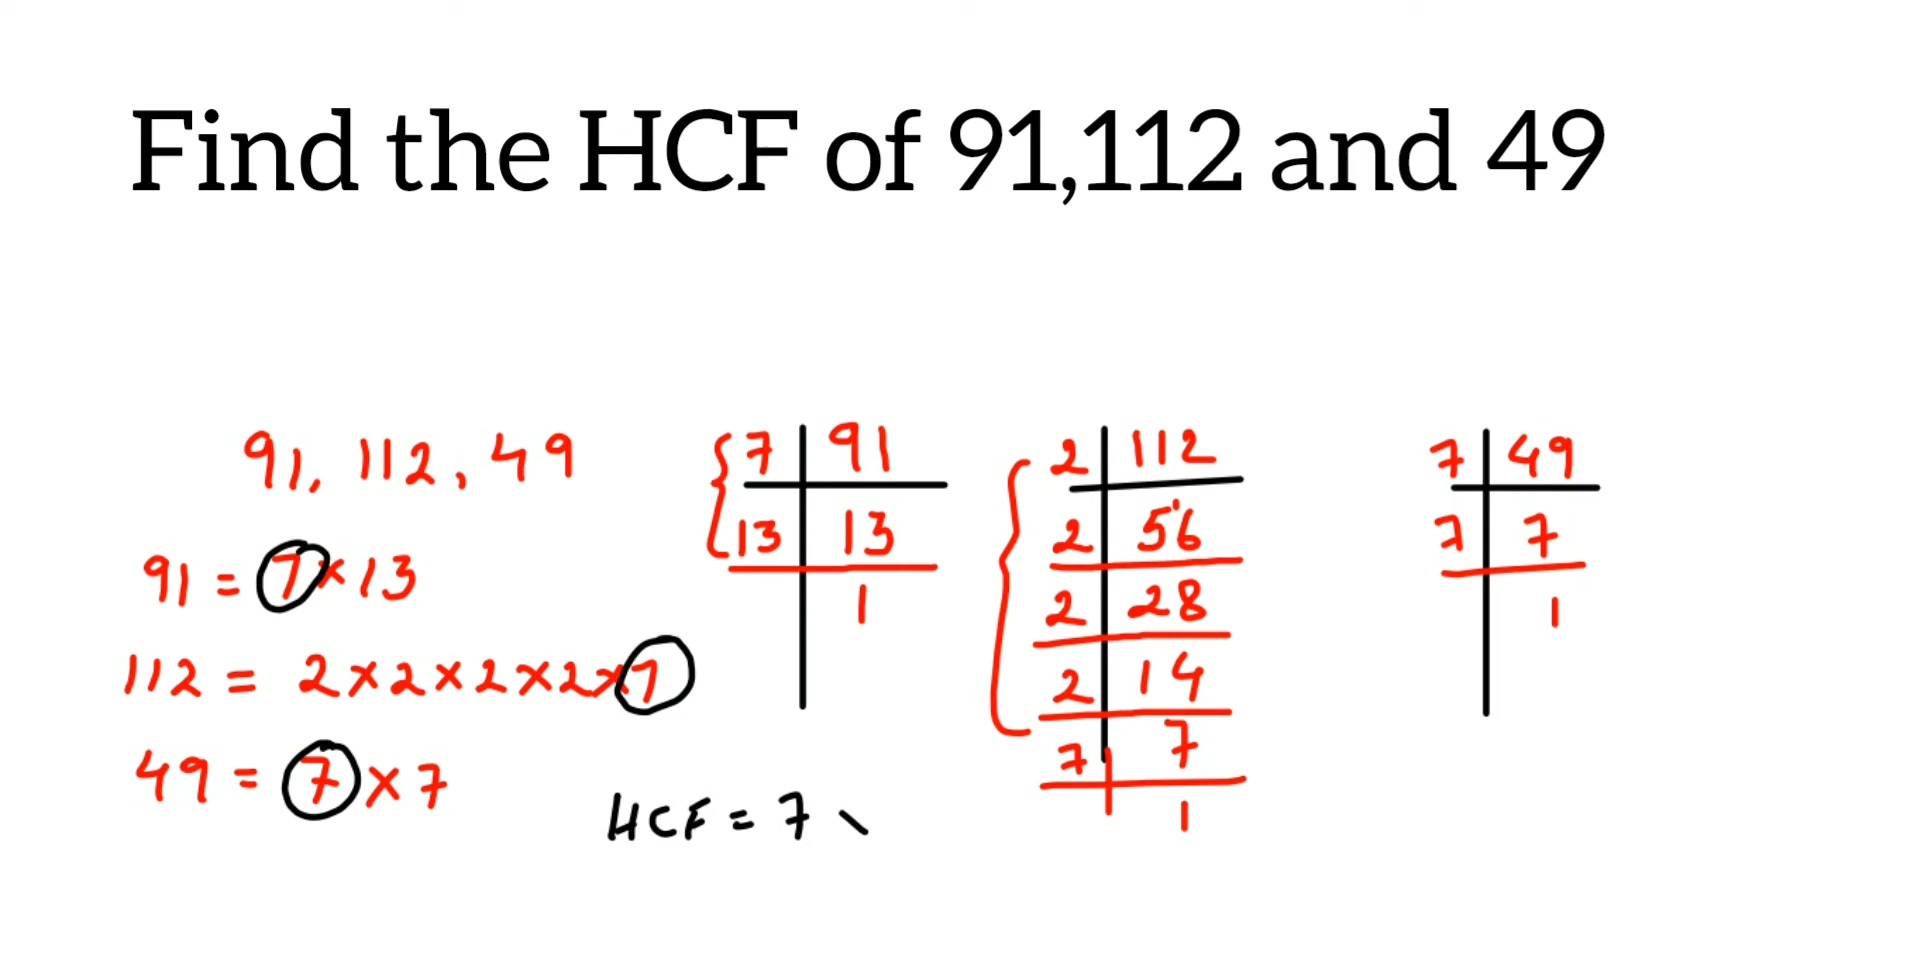 Find the HCF of 91,112 and 49
91, 112, 49
91 = 7 × 13
112 = 2 × 2 × 2 × 2 × 7
49 = 7 × 7
HCF = 7
7 | 91
13 | 13
1
2 | 112
2 | 56
2 | 28
2 | 14
7 | 7
1
7 | 49
7 | 7
1